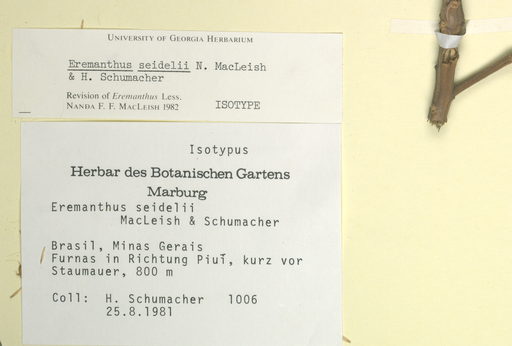 UNIVERSITY OF GEORGIA HERBARIUM
Eremanthus seidelii N. MacLeish
& H. Schumacher
Revision of Eremanthus Less.
NANDA F. F. MACLEISH 1982 ISOTYPE
Isotypus
Herbar des Botanischen Gartens
Marburg
Eremanthus seidelii
MacLeish & Schumacher
Brasil, Minas Gerais
Furnas in Richtung Piuí, kurz vor
Staumauer, 800 m
Coll: H. Schumacher 1006
25.8.1981